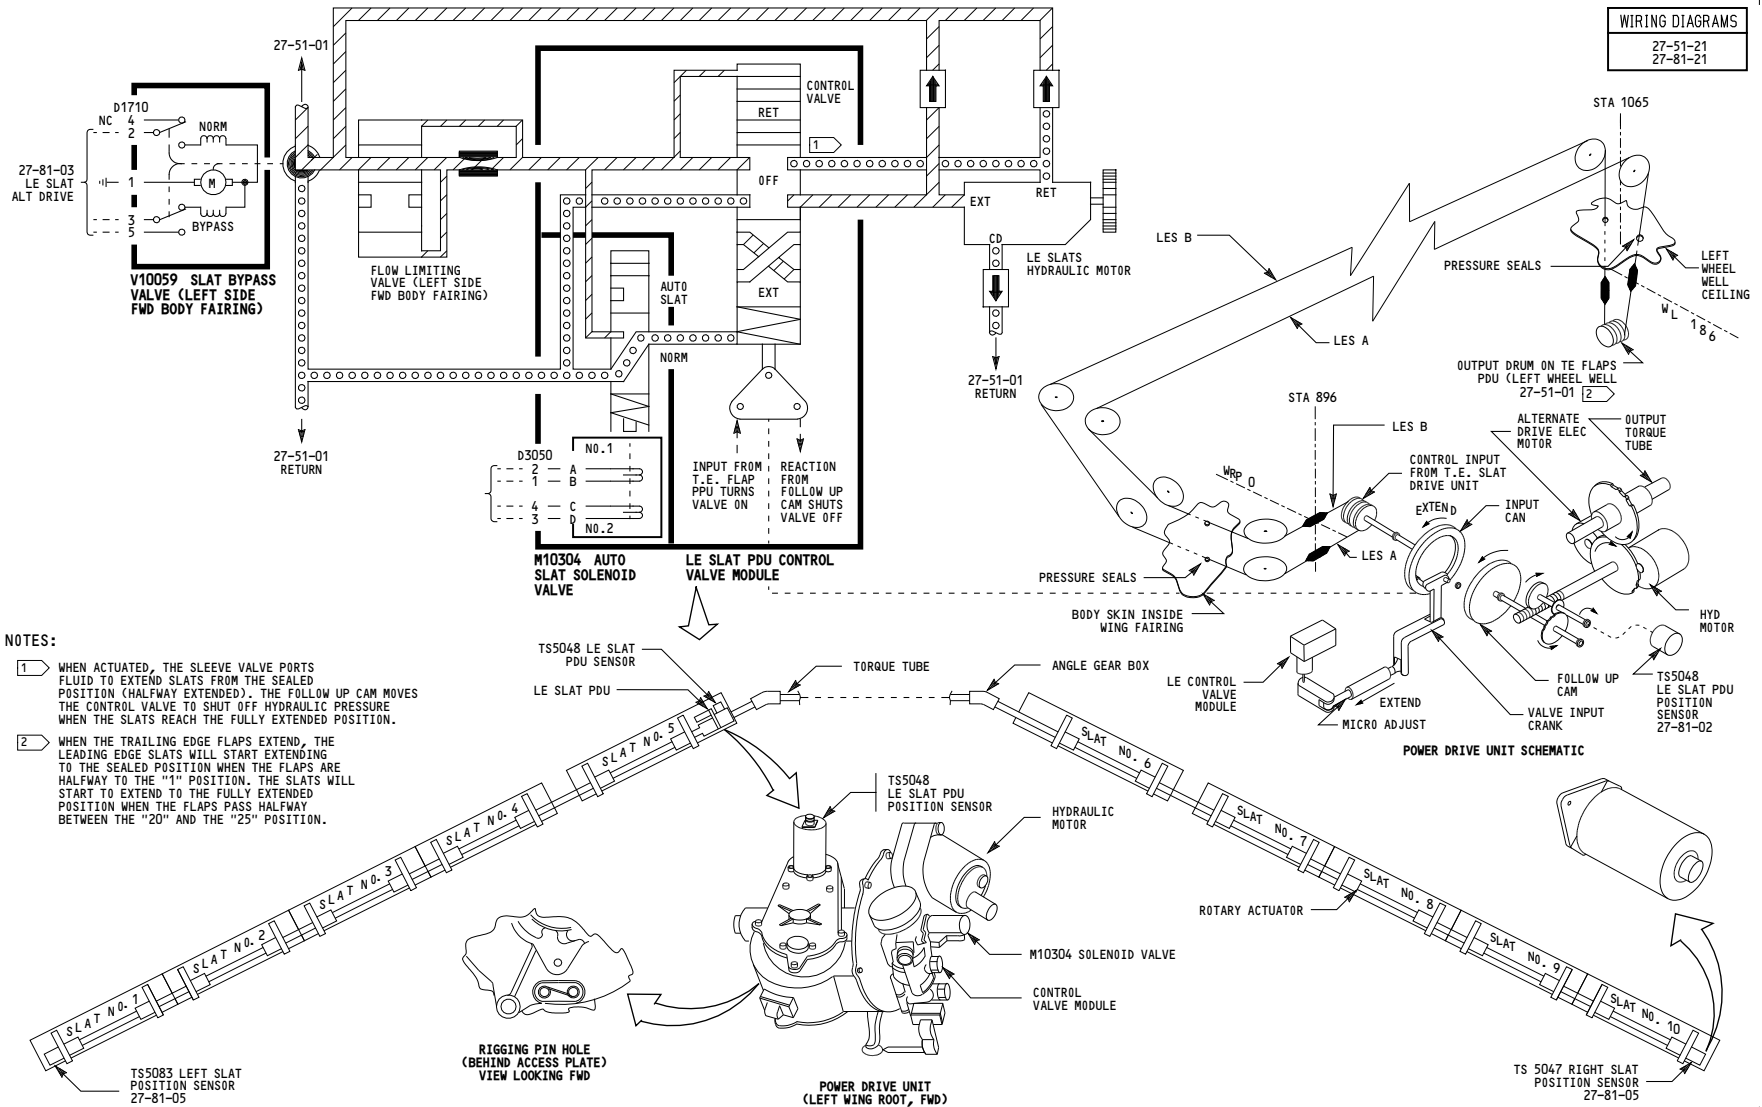 WIRING DIAGRAMS
27-51-21
27-81-21
27-51-01
D1710
NC 4
2
1
3
5
NORM
M
BYPASS
27-81-03
LE SLAT
ALT DRIVE
V10059 SLAT BYPASS
VALVE (LEFT SIDE
FWD BODY FAIRING)
27-51-01
RETURN
FLOW LIMITING
VALVE (LEFT SIDE
FWD BODY FAIRING)
CONTROL
VALVE
1
RET
OFF
EXT
AUTO
SLAT
NORM
D3050
2 A
1 B
4 C
3 D
NO.1
NO.2
INPUT FROM
T.E. FLAP
PPU TURNS
VALVE ON
REACTION
FROM
FOLLOW UP
CAM SHUTS
VALVE OFF
M10304 AUTO
SLAT SOLENOID
VALVE
LE SLAT PDU CONTROL
VALVE MODULE
EXT
RET
CD
LE SLATS
HYDRAULIC MOTOR
27-51-01
RETURN
STA 1065
LES B
LES A
PRESSURE SEALS
LEFT
WHEEL
WELL
CEILING
WL 186
OUTPUT DRUM ON TE FLAPS
PDU (LEFT WHEEL WELL
27-51-01 2
STA 896
LES B
LES A
WRP 0
CONTROL INPUT
FROM T.E. SLAT
DRIVE UNIT
ALTERNATE
DRIVE ELEC
MOTOR
OUTPUT
TORQUE
TUBE
EXTEND
INPUT
CAN
PRESSURE SEALS
BODY SKIN INSIDE
WING FAIRING
HYD
MOTOR
LE CONTROL
VALVE
MODULE
EXTEND
MICRO ADJUST
FOLLOW UP
CAM
VALVE INPUT
CRANK
TS5048
LE SLAT PDU
POSITION
SENSOR
27-81-02
POWER DRIVE UNIT SCHEMATIC
NOTES:
1 WHEN ACTUATED, THE SLEEVE VALVE PORTS
FLUID TO EXTEND SLATS FROM THE SEALED
POSITION (HALFWAY EXTENDED). THE FOLLOW UP CAM MOVES
THE CONTROL VALVE TO SHUT OFF HYDRAULIC PRESSURE
WHEN THE SLATS REACH THE FULLY EXTENDED POSITION.
2 WHEN THE TRAILING EDGE FLAPS EXTEND, THE
LEADING EDGE SLATS WILL START EXTENDING
TO THE SEALED POSITION WHEN THE FLAPS ARE
HALFWAY TO THE "1" POSITION. THE SLATS WILL
START TO EXTEND TO THE FULLY EXTENDED
POSITION WHEN THE FLAPS PASS HALFWAY
BETWEEN THE "20" AND THE "25" POSITION.
TS5048 LE SLAT
PDU SENSOR
LE SLAT PDU
TORQUE TUBE
ANGLE GEAR BOX
SLAT NO. 1
SLAT NO. 2
SLAT NO. 3
SLAT NO. 4
SLAT NO. 5
SLAT NO. 6
SLAT NO. 7
SLAT NO. 8
SLAT NO. 9
SLAT NO. 10
TS5048
LE SLAT PDU
POSITION SENSOR
HYDRAULIC
MOTOR
ROTARY ACTUATOR
M10304 SOLENOID VALVE
CONTROL
VALVE MODULE
RIGGING PIN HOLE
(BEHIND ACCESS PLATE)
VIEW LOOKING FWD
POWER DRIVE UNIT
(LEFT WING ROOT, FWD)
TS5083 LEFT SLAT
POSITION SENSOR
27-81-05
TS 5047 RIGHT SLAT
POSITION SENSOR
27-81-05